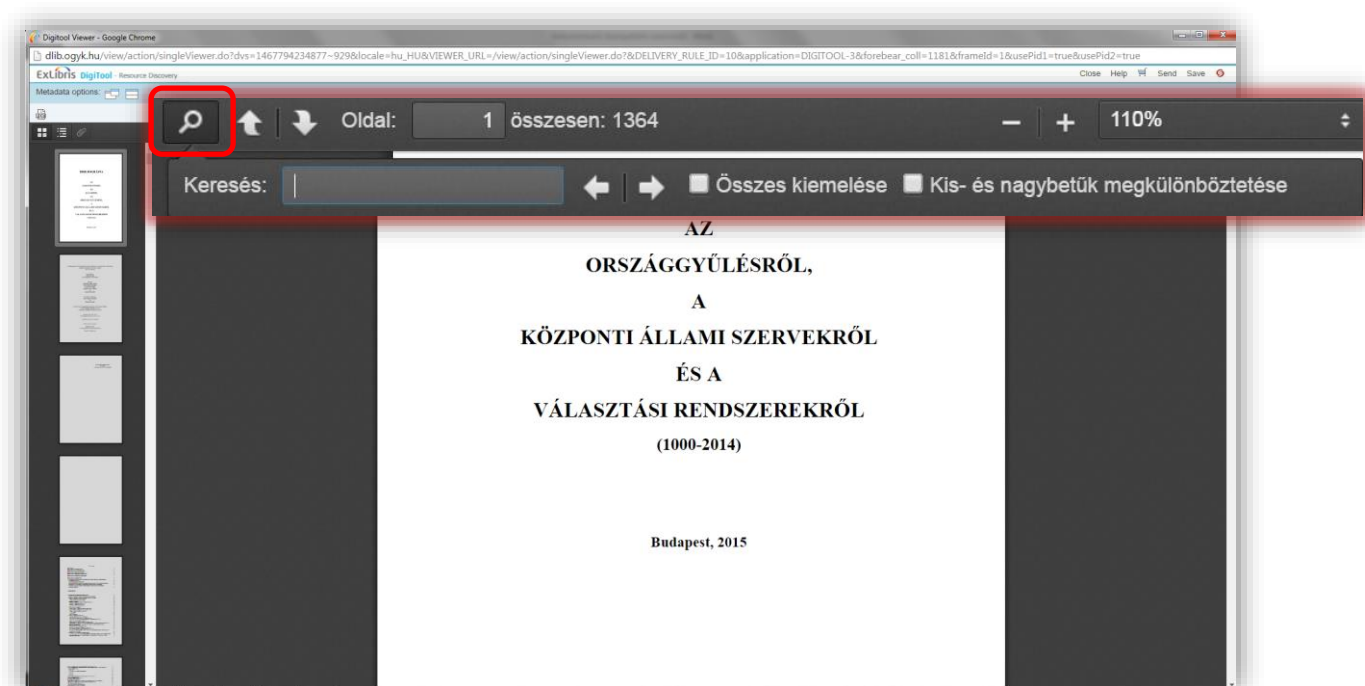 Digitool Viewer - Google Chrome
dlib.ogyk.hu/view/action/singleViewer.do?dvs=1467794234877~929&locale=hu_HU&VIEWER_URL=/view/action/singleViewer.do?&DELIVERY_RULE_ID=10&application=DIGITOOL-3&forebear_coll=1181&frameId=1&usePid1=true&usePid2=true
ExLibris DigiTool - Resource Discovery
Close Help Send Save
Metadata options:
Oldal: 1 összesen: 1364
110%
Keresés:
Összes kiemelése
Kis- és nagybetűk megkülönböztetése
AZ
ORSZÁGGYŰLÉSRŐL,
A
KÖZPONTI ÁLLAMI SZERVEKRŐL
ÉS A
VÁLASZTÁSI RENDSZEREKRŐL
(1000-2014)
Budapest, 2015